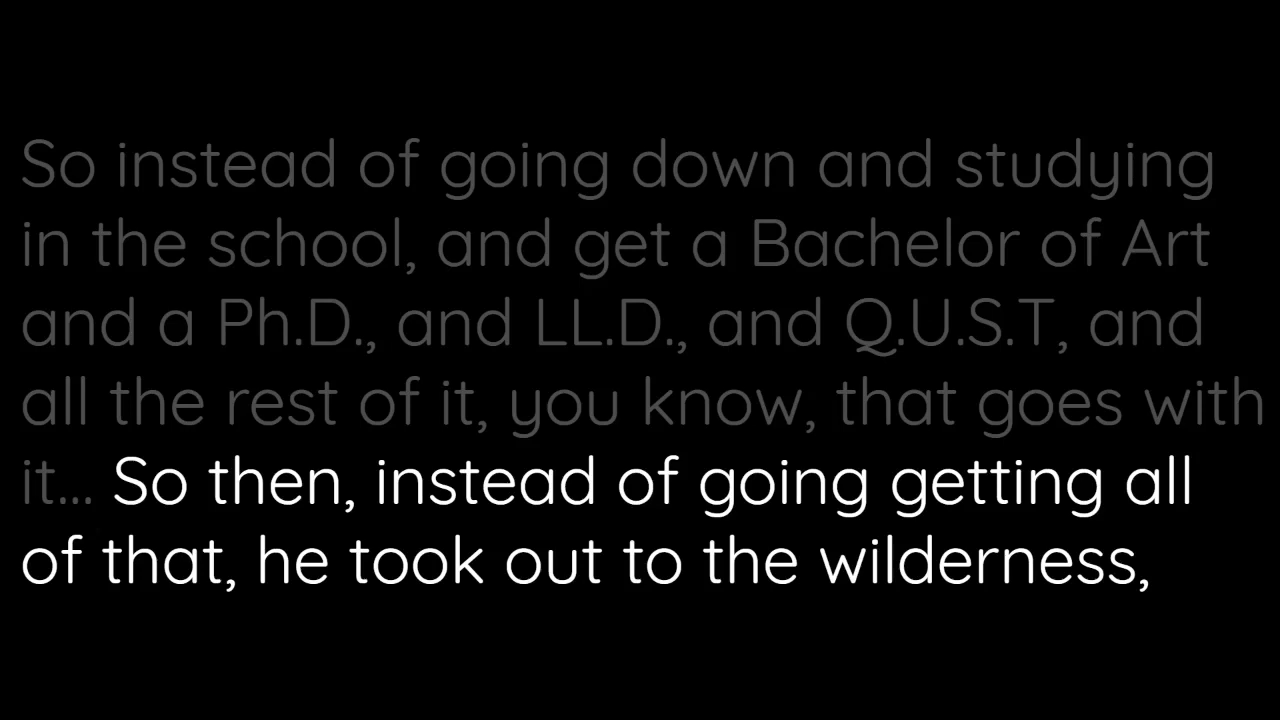 So instead of going down and studying
in the school, and get a Bachelor of Art
and a Ph.D., and LL.D., and Q.U.S.T, and
all the rest of it, you know, that goes with
it... So then, instead of going getting all
of that, he took out to the wilderness,